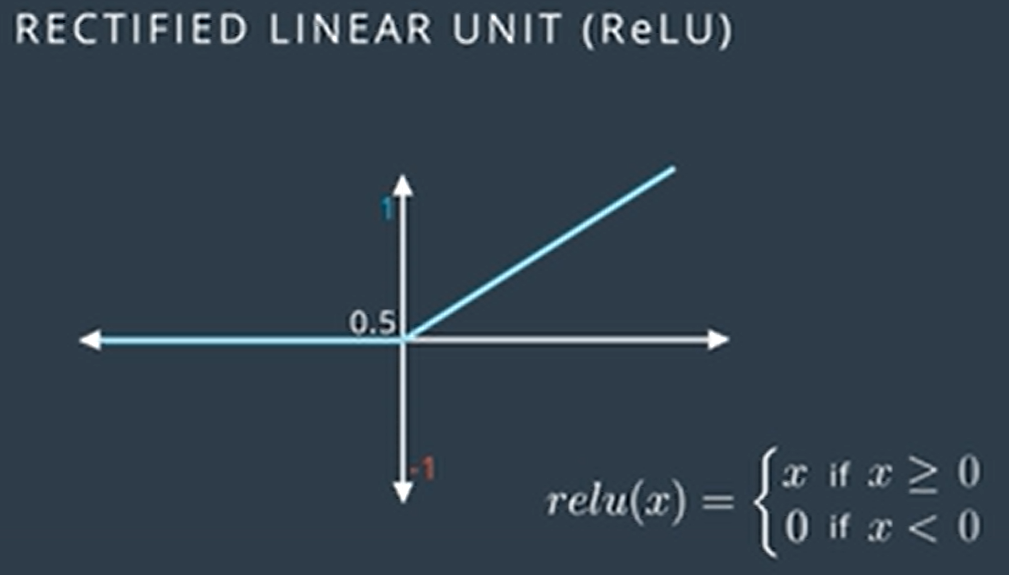 RECTIFIED LINEAR UNIT (ReLU)
1
0.5
-1
relu(x) = { x if x ≥ 0
0 if x < 0